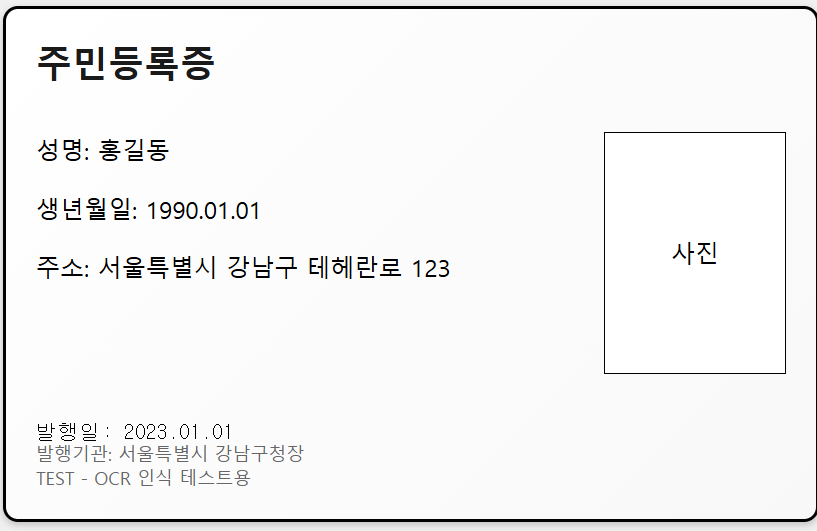 주민등록증
성명: 홍길동
생년월일: 1990.01.01
주소: 서울특별시 강남구 테헤란로 123
사진
발행일: 2023.01.01
발행기관: 서울특별시 강남구청장
TEST - OCR 인식 테스트용